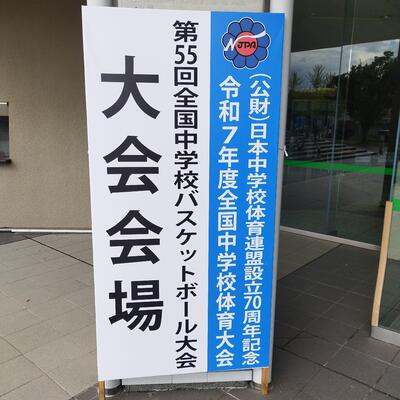 NJPA
(公財)日本中学校体育連盟設立70周年記念
令和7年度全国中学校体育大会
第55回全国中学校バスケットボール大会
大会会場